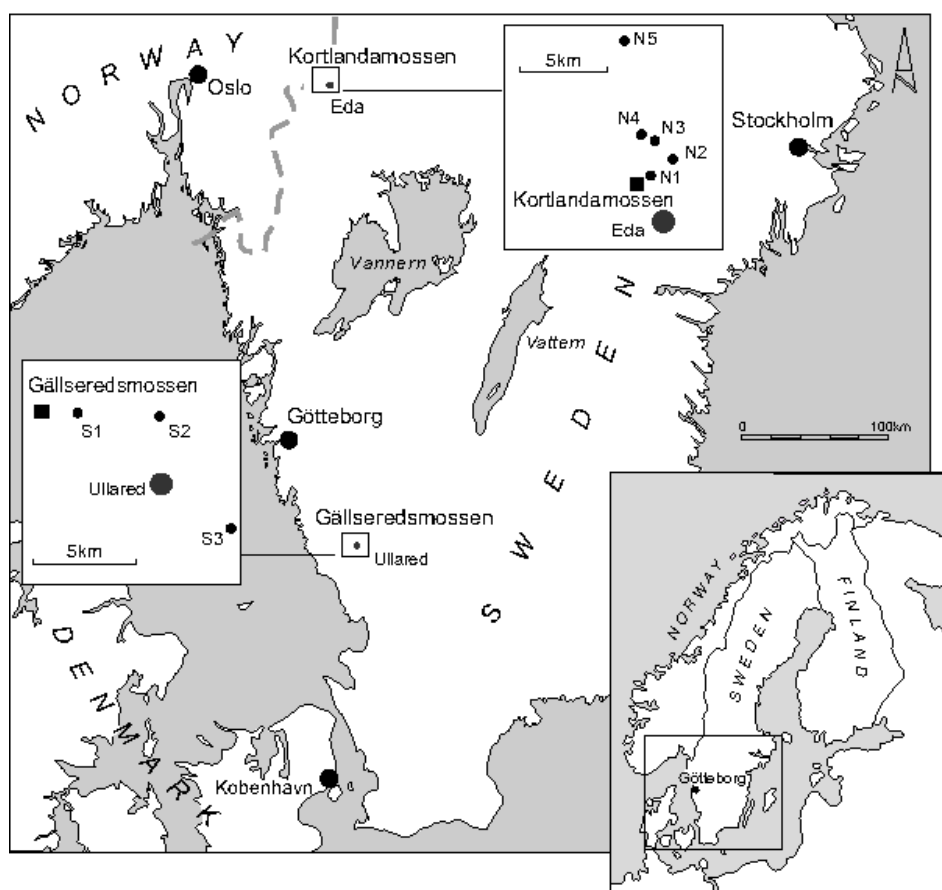 NORWAY
Oslo
Kortlandamossen
Eda
N5
5km
N4
N3
N2
N1
Kortlandamossen
Eda
Stockholm
Vannern
Vattern
SWEDEN
Gällseredsmossen
S1
S2
Ullared
S3
5km
Götteborg
0 100km
Gällseredsmossen
Ullared
DENMARK
Kobenhavn
NORWAY
SWEDEN
FINLAND
Götteborg